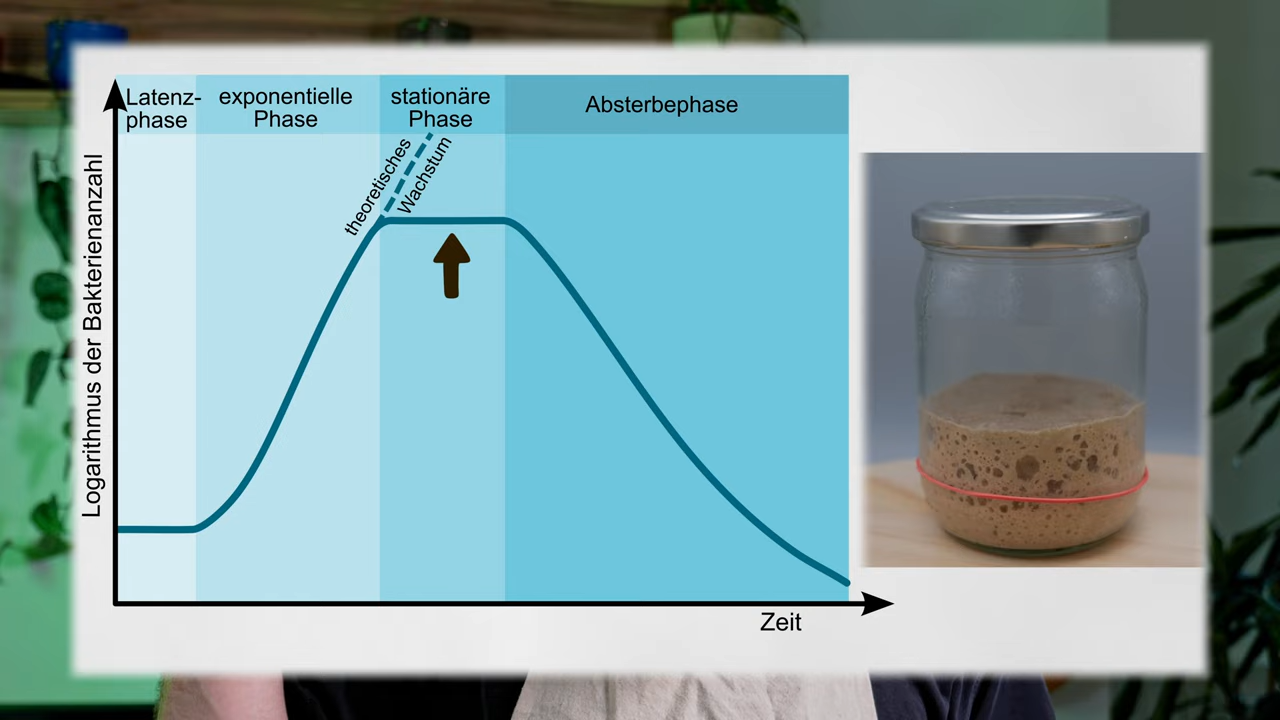 Latenz-
phase
exponentielle
Phase
stationäre
Phase
Absterbephase
theoretisches
Wachstum
Logarithmus der Bakterienanzahl
Zeit